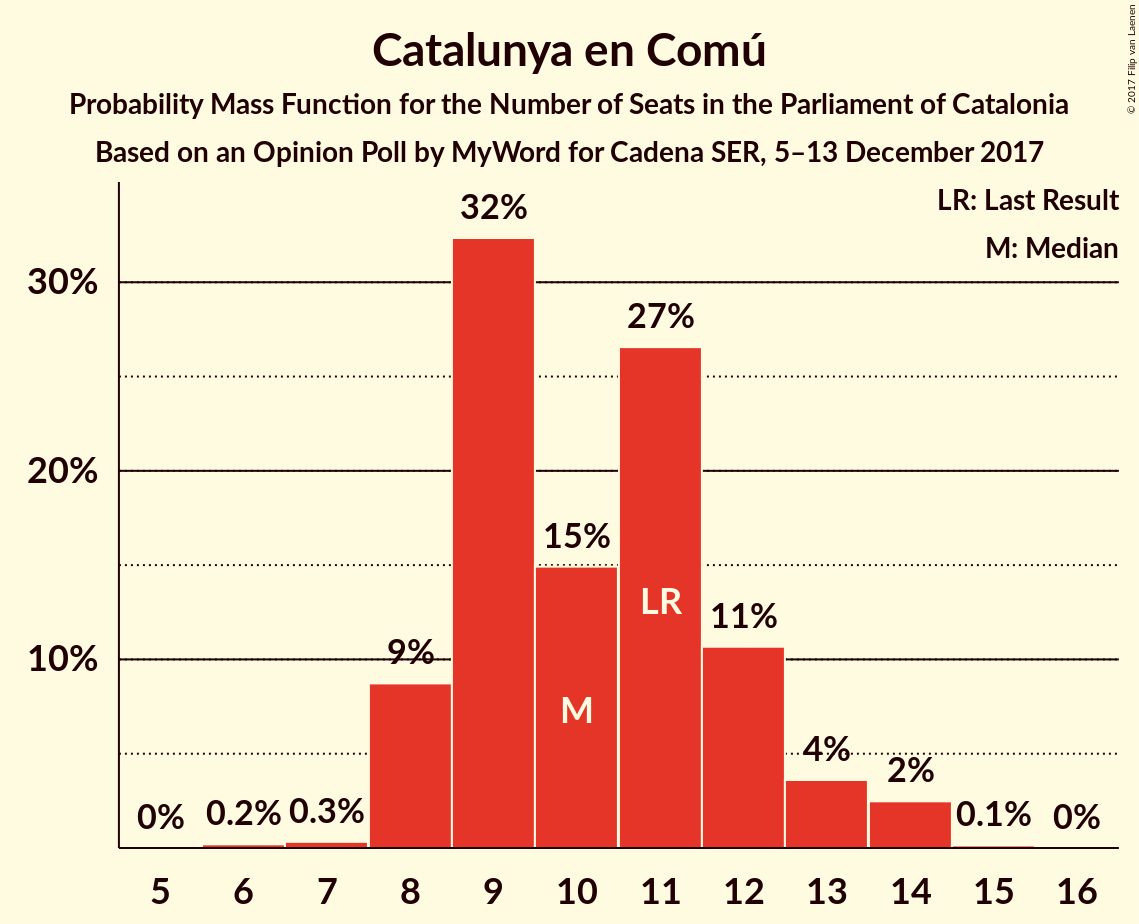 Catalunya en Comú
Probability Mass Function for the Number of Seats in the Parliament of Catalonia
Based on an Opinion Poll by MyWord for Cadena SER, 5–13 December 2017
© 2017 Filip van Laenen
LR: Last Result
M: Median
30%
20%
10%
0%
0.2%
0.3%
9%
32%
15%
27%
11%
4%
2%
0.1%
0%
M
LR
5 6 7 8 9 10 11 12 13 14 15 16